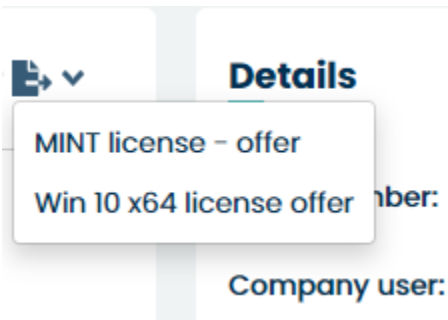 Details
MINT license - offer
Win 10 x64 license offer
Company user: